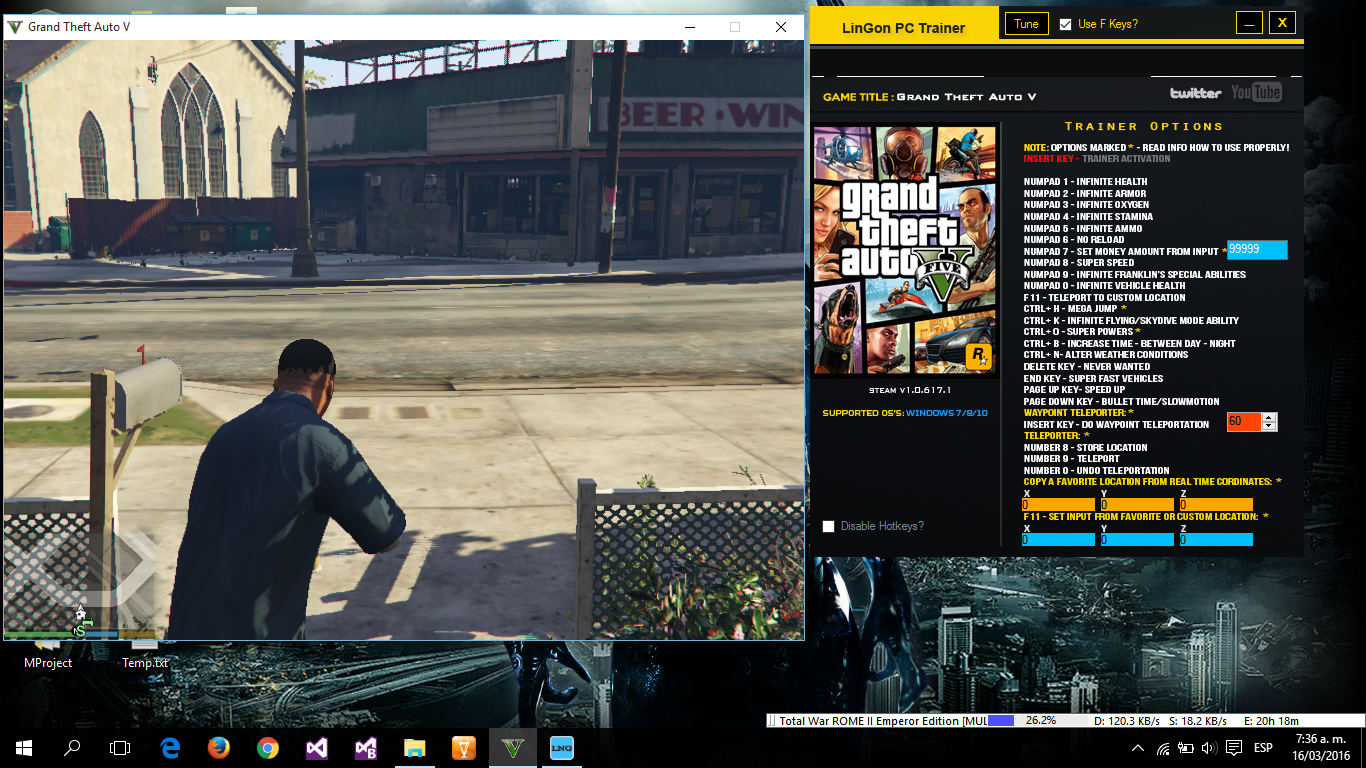 Grand Theft Auto V
BEER · WIN
N
S
MProject
Temp.txt
LinGon PC Trainer
Tune
Use F Keys?
_
X
GAME TITLE : GRAND THEFT AUTO V
twitter
YouTube
grand
theft
auto
V
FIVE
R
STEAM V1.0.617.1
SUPPORTED OS'S: WINDOWS 7/8/10
Disable Hotkeys?
TRAINER OPTIONS
NOTE: OPTIONS MARKED * - READ INFO HOW TO USE PROPERLY!
INSERT KEY - TRAINER ACTIVATION
NUMPAD 1 - INFINITE HEALTH
NUMPAD 2 - INFINITE ARMOR
NUMPAD 3 - INFINITE OXYGEN
NUMPAD 4 - INFINITE STAMINA
NUMPAD 5 - INFINITE AMMO
NUMPAD 6 - NO RELOAD
NUMPAD 7 - SET MONEY AMOUNT FROM INPUT * 99999
NUMPAD 8 - SUPER SPEED
NUMPAD 9 - INFINITE FRANKLIN'S SPECIAL ABILITIES
NUMPAD 0 - INFINITE VEHICLE HEALTH
F11 - TELEPORT TO CUSTOM LOCATION
CTRL+ H - MEGA JUMP *
CTRL+ K - INFINITE FLYING/SKYDIVE MODE ABILITY
CTRL+ O - SUPER POWERS *
CTRL+ B - INCREASE TIME - BETWEEN DAY - NIGHT
CTRL+ N- ALTER WEATHER CONDITIONS
DELETE KEY - NEVER WANTED
END KEY - SUPER FAST VEHICLES
PAGE UP KEY- SPEED UP
PAGE DOWN KEY - BULLET TIME/SLOWMOTION
WAYPOINT TELEPORTER: *
INSERT KEY - DO WAYPOINT TELEPORTATION 60
TELEPORTER: *
NUMBER 8 - STORE LOCATION
NUMBER 9 - TELEPORT
NUMBER 0 - UNDO TELEPORTATION
COPY A FAVORITE LOCATION FROM REAL TIME CORDINATES: *
X Y Z
0 0 0
F11 - SET INPUT FROM FAVORITE OR CUSTOM LOCATION: *
X Y Z
0 0 0
Total War ROME II Emperor Edition [MUL 26.2% D: 120.3 KB/s S: 18.2 KB/s E: 20h 18m
LNG
ESP
7:36 a. m.
16/03/2016